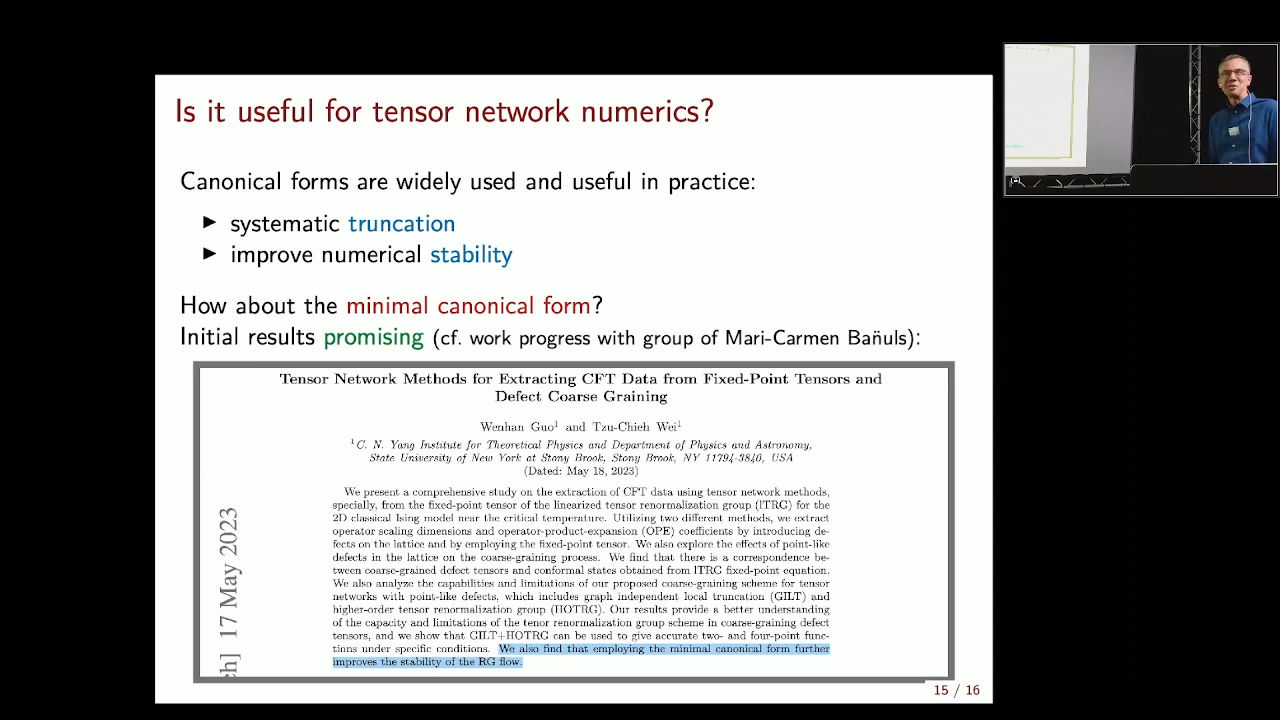 Is it useful for tensor network numerics?
Canonical forms are widely used and useful in practice:
▶ systematic truncation
▶ improve numerical stability
How about the minimal canonical form?
Initial results promising (cf. work progress with group of Mari-Carmen Bañuls):
Tensor Network Methods for Extracting CFT Data from Fixed-Point Tensors and
Defect Coarse Graining
Wenhan Guo¹ and Tzu-Chieh Wei¹
¹C. N. Yang Institute for Theoretical Physics and Department of Physics and Astronomy,
State University of New York at Stony Brook, Stony Brook, NY 11794-3840, USA
(Dated: May 18, 2023)
We present a comprehensive study on the extraction of CFT data using tensor network methods,
specially, from the fixed-point tensor of the linearized tensor renormalization group (lTRG) for the
2D classical Ising model near the critical temperature. Utilizing two different methods, we extract
operator scaling dimensions and operator-product-expansion (OPE) coefficients by introducing de-
fects on the lattice and by employing the fixed-point tensor. We also explore the effects of point-like
defects in the lattice on the coarse-graining process. We find that there is a correspondence be-
tween coarse-grained defect tensors and conformal states obtained from lTRG fixed-point equation.
We also analyze the capabilities and limitations of our proposed coarse-graining scheme for tensor
networks with point-like defects, which includes graph independent local truncation (GILT) and
higher-order tensor renormalization group (HOTRG). Our results provide a better understanding
of the capacity and limitations of the tenor renormalization group scheme in coarse-graining defect
tensors, and we show that GILT+HOTRG can be used to give accurate two- and four-point func-
tions under specific conditions. We also find that employing the minimal canonical form further
improves the stability of the RG flow.
ch] 17 May 2023
15 / 16